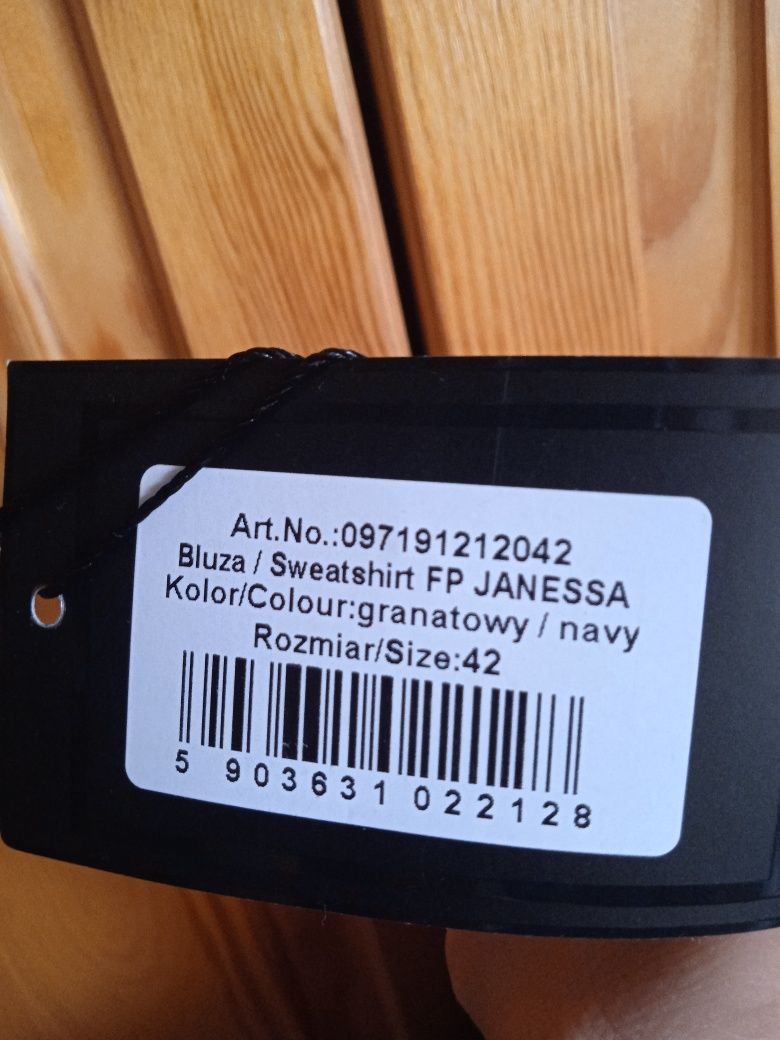 Art.No.:097191212042
Bluza / Sweatshirt FP JANESSA
Kolor/Colour:granatowy / navy
Rozmiar/Size:42
5 903631 022128